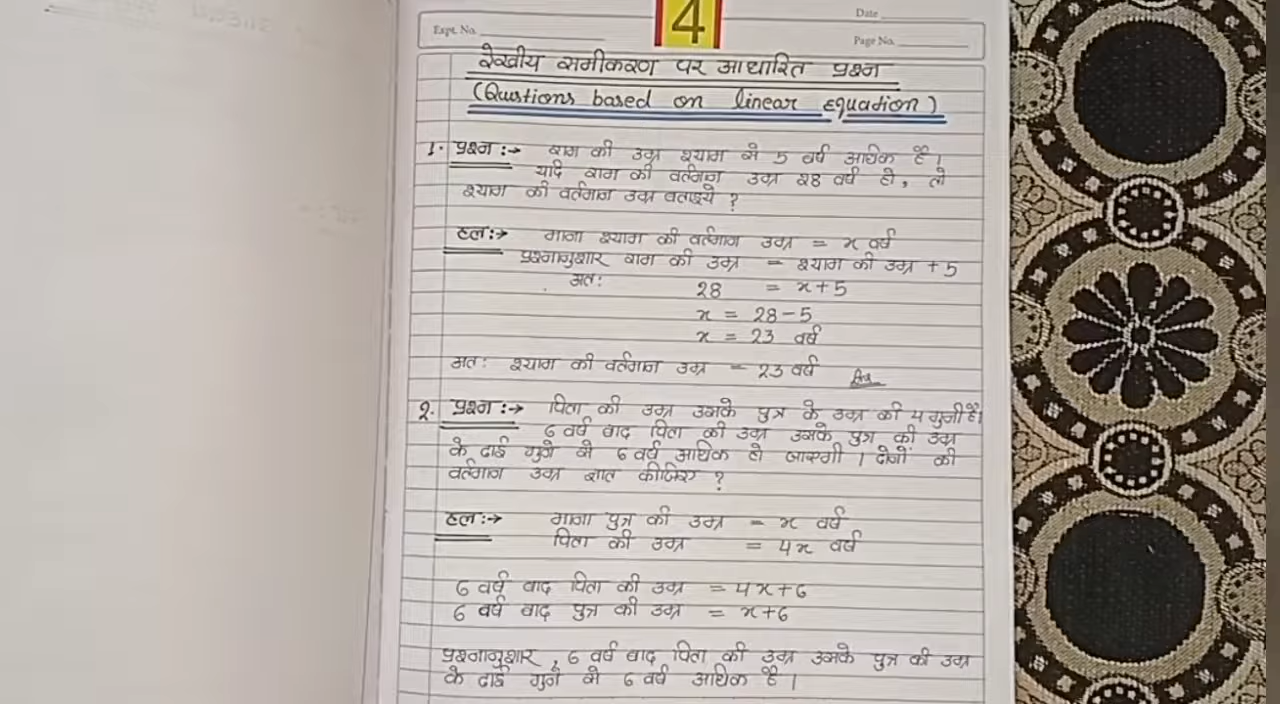 4
Date
Expt. No.
Page No.
रेखीय समीकरण पर आधारित प्रश्न
(Qustions based on linear Equation)
1. प्रश्न :→ राम की उम्र श्याम से 5 वर्ष अधिक है।
यदि राम की वर्तमान उम्र 28 वर्ष हो, तो
श्याम की वर्तमान उम्र बताइये ?
हल:→ माना श्याम की वर्तमान उम्र = x वर्ष
प्रश्नानुशार राम की उम्र = श्याम की उम्र + 5
अत: 28 = x+5
x = 28-5
x = 23 वर्ष
अत: श्याम की वर्तमान उम्र = 23 वर्ष Ans
2. प्रश्न :→ पिता की उम्र उसके पुत्र के उम्र की 4 गुनी है।
6 वर्ष बाद पिता की उम्र उसके पुत्र की उम्र
के ढाई गुने से 6 वर्ष अधिक हो जाएगी । दोनों की
वर्तमान उम्र ज्ञात कीजिए ?
हल:→ माना पुत्र की उम्र = x वर्ष
पिता की उम्र = 4x वर्ष
6 वर्ष बाद पिता की उम्र = 4x+6
6 वर्ष बाद पुत्र की उम्र = x+6
प्रश्नानुशार, 6 वर्ष बाद पिता की उम्र उसके पुत्र की उम्र
के ढाई गुने से 6 वर्ष अधिक है ।